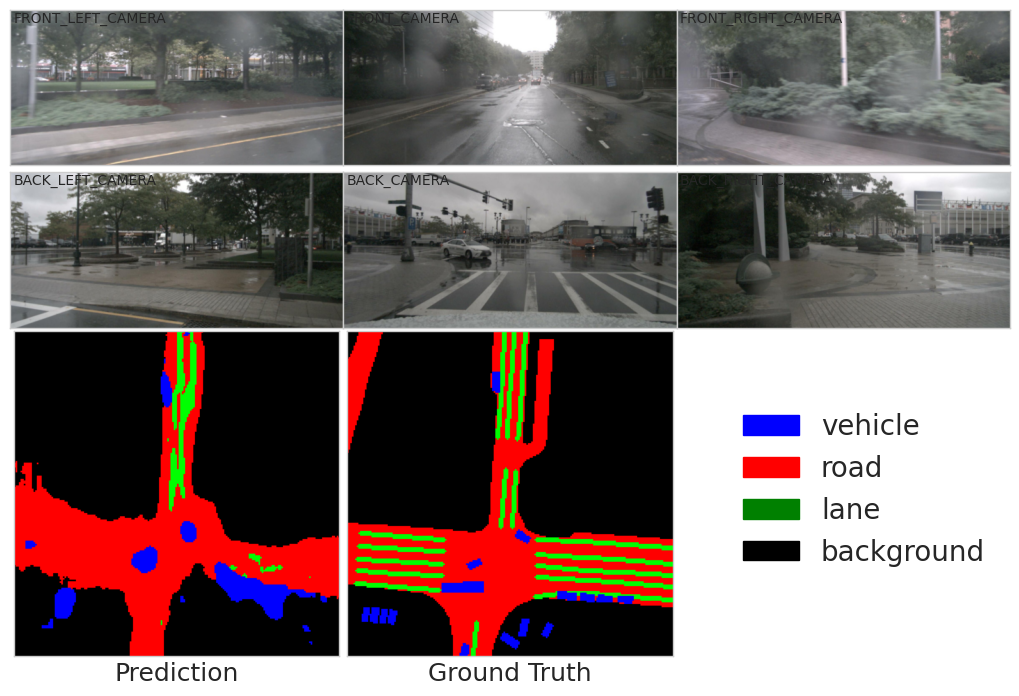 FRONT_LEFT_CAMERA
FRONT_CAMERA
FRONT_RIGHT_CAMERA
BACK_LEFT_CAMERA
BACK_CAMERA
vehicle
road
lane
background
Prediction
Ground Truth